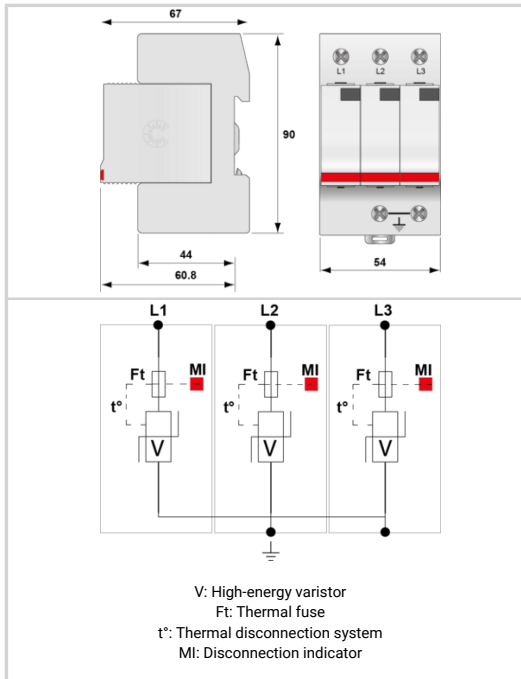 67
L1 L2 L3
90
44
60.8
54
L1 L2 L3
Ft MI Ft MI Ft MI
t° t° t°
V V V
V: High-energy varistor
Ft: Thermal fuse
t°: Thermal disconnection system
MI: Disconnection indicator